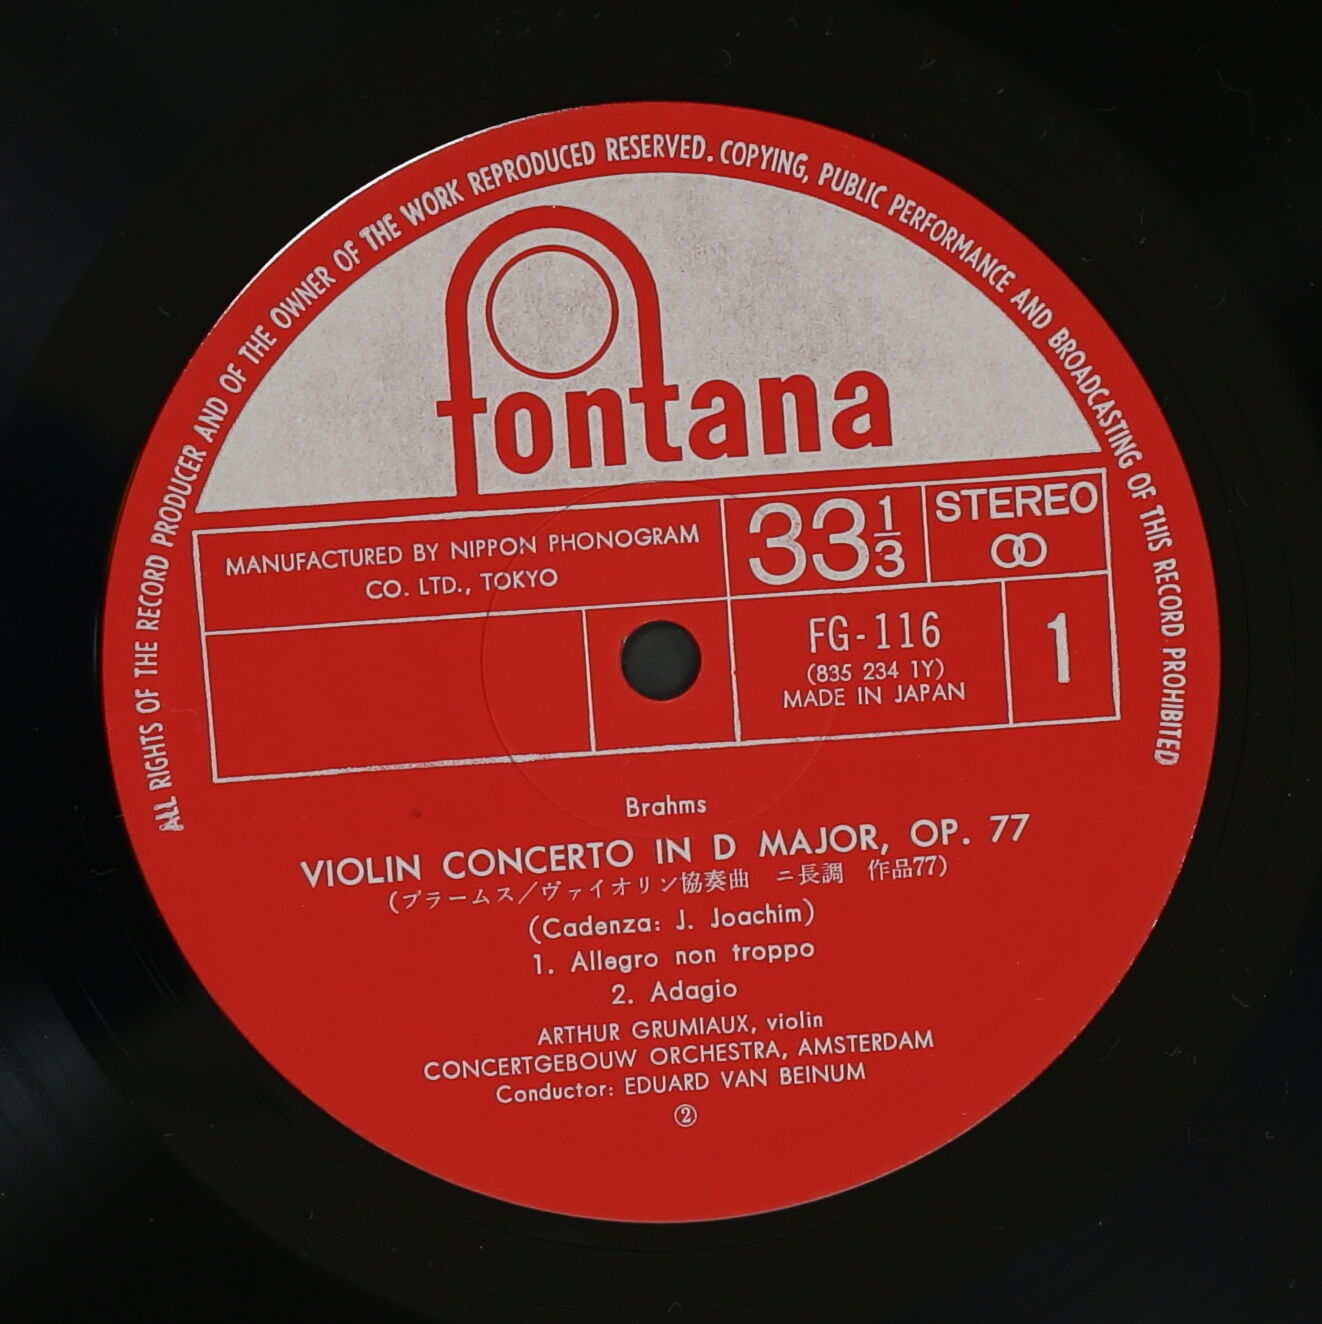 ALL RIGHTS OF THE RECORD PRODUCER AND OF THE OWNER OF THE WORK REPRODUCED RESERVED. COPYING, PUBLIC PERFORMANCE AND BROADCASTING OF THIS RECORD PROHIBITED
fontana
MANUFACTURED BY NIPPON PHONOGRAM
CO. LTD., TOKYO
33 1/3
STEREO
FG-116
(835 234 1Y)
MADE IN JAPAN
1
Brahms
VIOLIN CONCERTO IN D MAJOR, OP. 77
(ブラームス/ヴァイオリン協奏曲 ニ長調 作品77)
(Cadenza: J. Joachim)
1. Allegro non troppo
2. Adagio
ARTHUR GRUMIAUX, violin
CONCERTGEBOUW ORCHESTRA, AMSTERDAM
Conductor: EDUARD VAN BEINUM
②